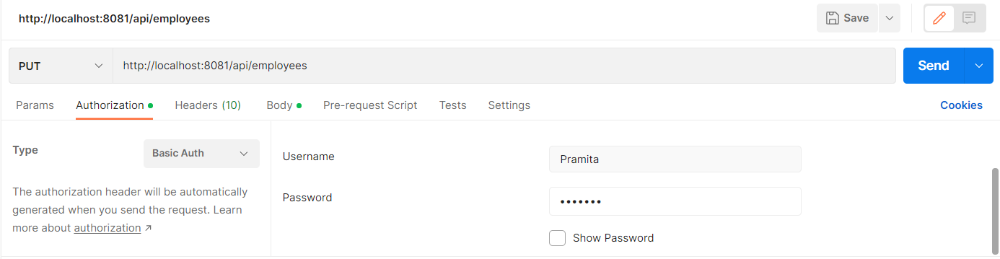 http://localhost:8081/api/employees
Save
PUT
http://localhost:8081/api/employees
Send
Params
Authorization
Headers (10)
Body
Pre-request Script
Tests
Settings
Cookies
Type
Basic Auth
The authorization header will be automatically
generated when you send the request. Learn
more about authorization ↗
Username
Pramita
Password
•••••••
Show Password